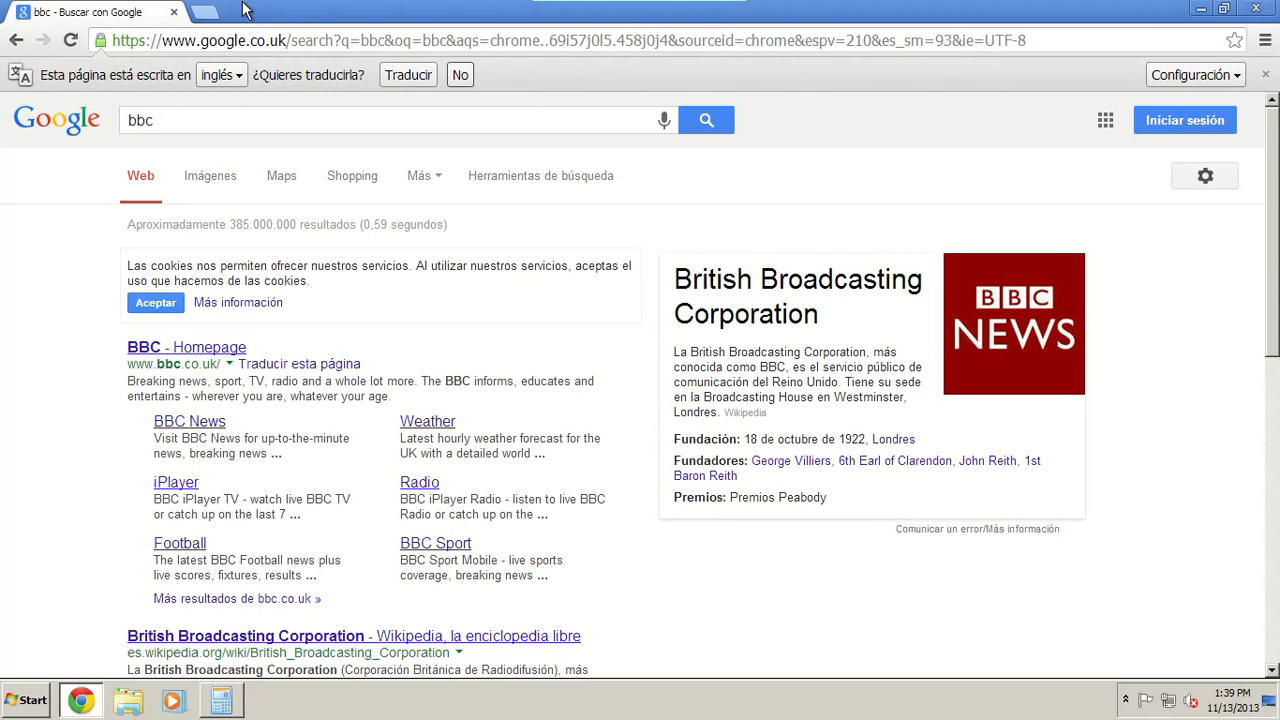 bbc - Buscar con Google
https://www.google.co.uk/search?q=bbc&oq=bbc&aqs=chrome..69i57j0l5.458j0j4&sourceid=chrome&espv=210&es_sm=93&ie=UTF-8
Esta página está escrita en inglés ¿Quieres traducirla? Traducir No Configuración
Google bbc Iniciar sesión
Web Imágenes Maps Shopping Más Herramientas de búsqueda
Aproximadamente 385.000.000 resultados (0,59 segundos)
Las cookies nos permiten ofrecer nuestros servicios. Al utilizar nuestros servicios, aceptas el
uso que hacemos de las cookies.
Aceptar Más información
BBC - Homepage
www.bbc.co.uk/ Traducir esta página
Breaking news, sport, TV, radio and a whole lot more. The BBC informs, educates and
entertains - wherever you are, whatever your age.
BBC News
Visit BBC News for up-to-the-minute
news, breaking news ...
Weather
Latest hourly weather forecast for the
UK with a detailed world ...
iPlayer
BBC iPlayer TV - watch live BBC TV
or catch up on the last 7 ...
Radio
BBC iPlayer Radio - listen to live BBC
Radio or catch up on the ...
Football
The latest BBC Football news plus
live scores, fixtures, results ...
BBC Sport
BBC Sport Mobile - live sports
coverage, breaking news ...
Más resultados de bbc.co.uk »
British Broadcasting Corporation - Wikipedia, la enciclopedia libre
es.wikipedia.org/wiki/British_Broadcasting_Corporation
La British Broadcasting Corporation (Corporación Británica de Radiodifusión), más
British Broadcasting
Corporation
BBC
NEWS
La British Broadcasting Corporation, más
conocida como BBC, es el servicio público de
comunicación del Reino Unido. Tiene su sede
en la Broadcasting House en Westminster,
Londres. Wikipedia
Fundación: 18 de octubre de 1922, Londres
Fundadores: George Villiers, 6th Earl of Clarendon, John Reith, 1st
Baron Reith
Premios: Premios Peabody
Comunicar un error/Más información
Start
1:39 PM
11/13/2013